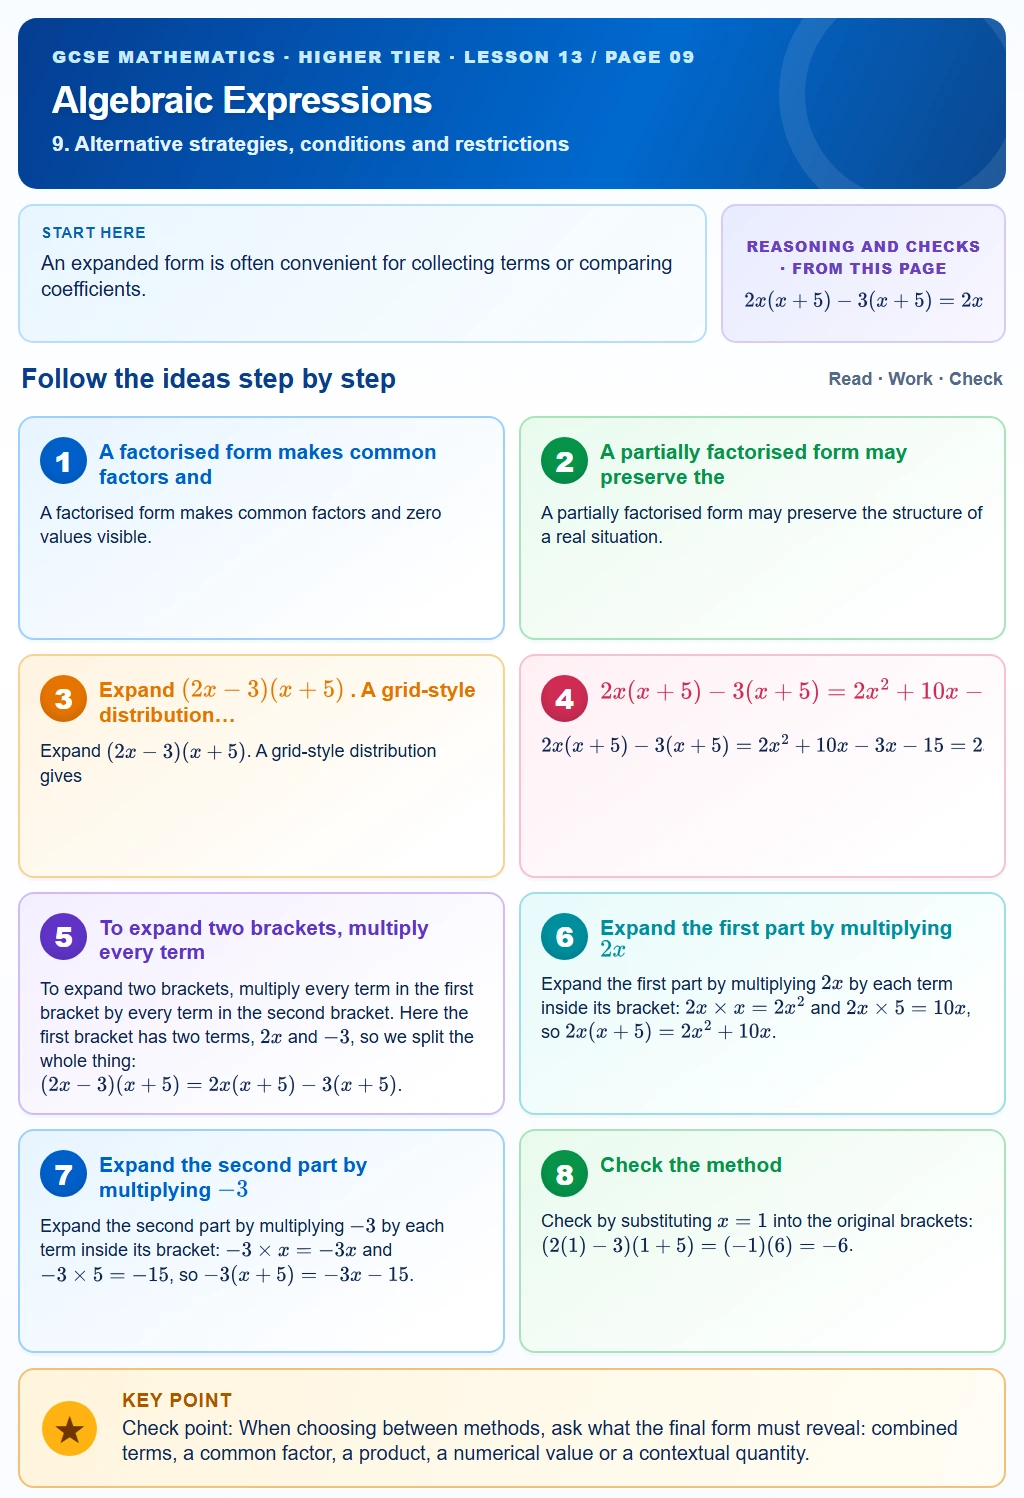 GCSE MATHEMATICS · HIGHER TIER · LESSON 13 / PAGE 09
Algebraic Expressions
9. Alternative strategies, conditions and restrictions
START HERE
An expanded form is often convenient for collecting terms or comparing
coefficients.
REASONING AND CHECKS
· FROM THIS PAGE
2x(x + 5) − 3(x + 5) = 2x
Follow the ideas step by step
Read · Work · Check
1
A factorised form makes common
factors and
A factorised form makes common factors and zero
values visible.
2
A partially factorised form may
preserve the
A partially factorised form may preserve the structure of
a real situation.
3
Expand (2x − 3)(x + 5) . A grid-style
distribution...
Expand (2x − 3)(x + 5). A grid-style distribution
gives
4
2x(x + 5) − 3(x + 5) = 2x² + 10x −
2x(x + 5) − 3(x + 5) = 2x² + 10x − 3x − 15 = 2
5
To expand two brackets, multiply
every term
To expand two brackets, multiply every term in the first
bracket by every term in the second bracket. Here the
first bracket has two terms, 2x and −3, so we split the
whole thing:
(2x − 3)(x + 5) = 2x(x + 5) − 3(x + 5).
6
Expand the first part by multiplying
2x
Expand the first part by multiplying 2x by each term
inside its bracket: 2x × x = 2x² and 2x × 5 = 10x,
so 2x(x + 5) = 2x² + 10x.
7
Expand the second part by
multiplying −3
Expand the second part by multiplying −3 by each
term inside its bracket: −3 × x = −3x and
−3 × 5 = −15, so −3(x + 5) = −3x − 15.
8
Check the method
Check by substituting x = 1 into the original brackets:
(2(1) − 3)(1 + 5) = (−1)(6) = −6.
KEY POINT
Check point: When choosing between methods, ask what the final form must reveal: combined
terms, a common factor, a product, a numerical value or a contextual quantity.